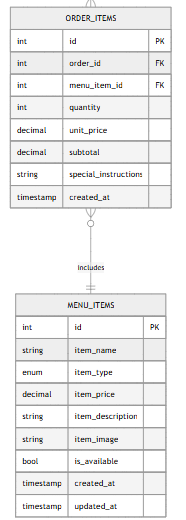 ORDER_ITEMS
int id PK
int order_id FK
int menu_item_id FK
int quantity
decimal unit_price
decimal subtotal
string special_instructions
timestamp created_at
includes
MENU_ITEMS
int id PK
string item_name
enum item_type
decimal item_price
string item_description
string item_image
bool is_available
timestamp created_at
timestamp updated_at